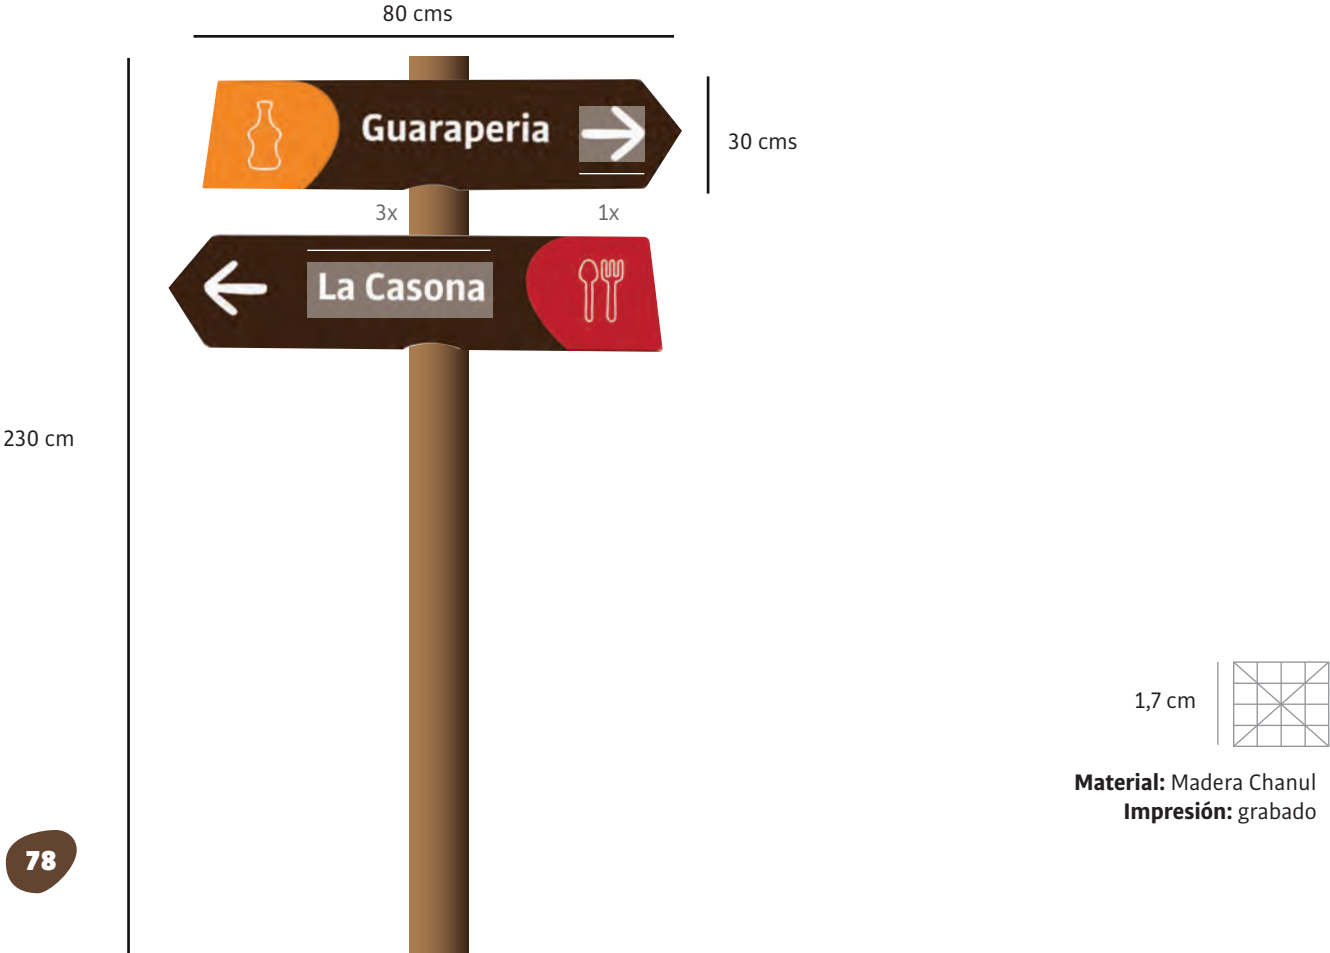 80 cms
Guaraperia
30 cms
3x
1x
La Casona
230 cm
1,7 cm
Material: Madera Chanul
Impresión: grabado
78